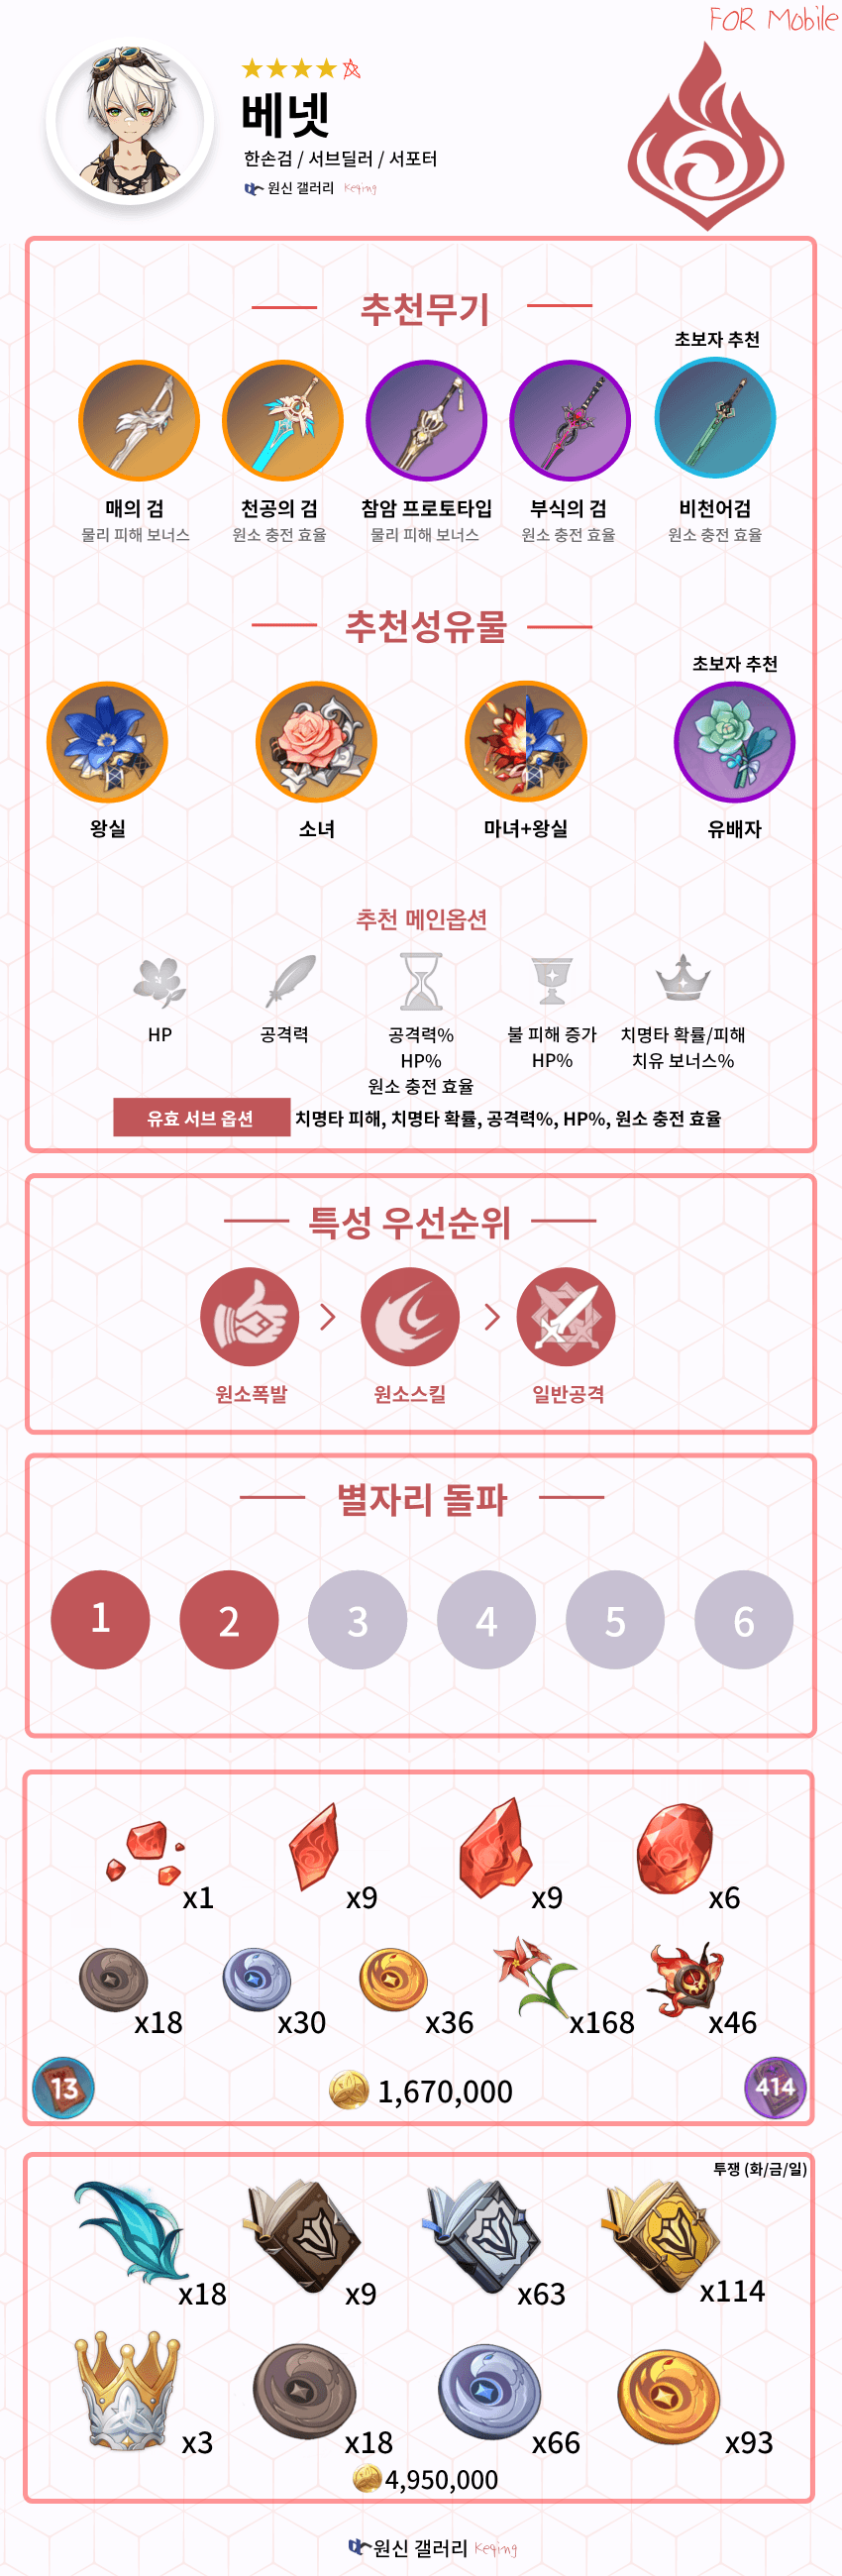 FOR Mobile
베넷
한손검 / 서브딜러 / 서포터
원신 갤러리 Keqing
추천무기
초보자 추천
매의 검
천공의 검
참암 프로토타입
부식의 검
비천어검
물리 피해 보너스
원소 충전 효율
물리 피해 보너스
원소 충전 효율
원소 충전 효율
추천성유물
초보자 추천
왕실
소녀
마녀+왕실
유배자
추천 메인옵션
HP
공격력
공격력%
HP%
원소 충전 효율
불 피해 증가
HP%
치명타 확률/피해
치유 보너스%
유효 서브 옵션
치명타 피해, 치명타 확률, 공격력%, HP%, 원소 충전 효율
특성 우선순위
원소폭발
원소스킬
일반공격
별자리 돌파
1 2 3 4 5 6
x1
x9
x9
x6
x18
x30
x36
x168
x46
13
1,670,000
414
투쟁 (화/금/일)
x18
x9
x63
x114
x3
x18
x66
x93
4,950,000
원신 갤러리 Keqing